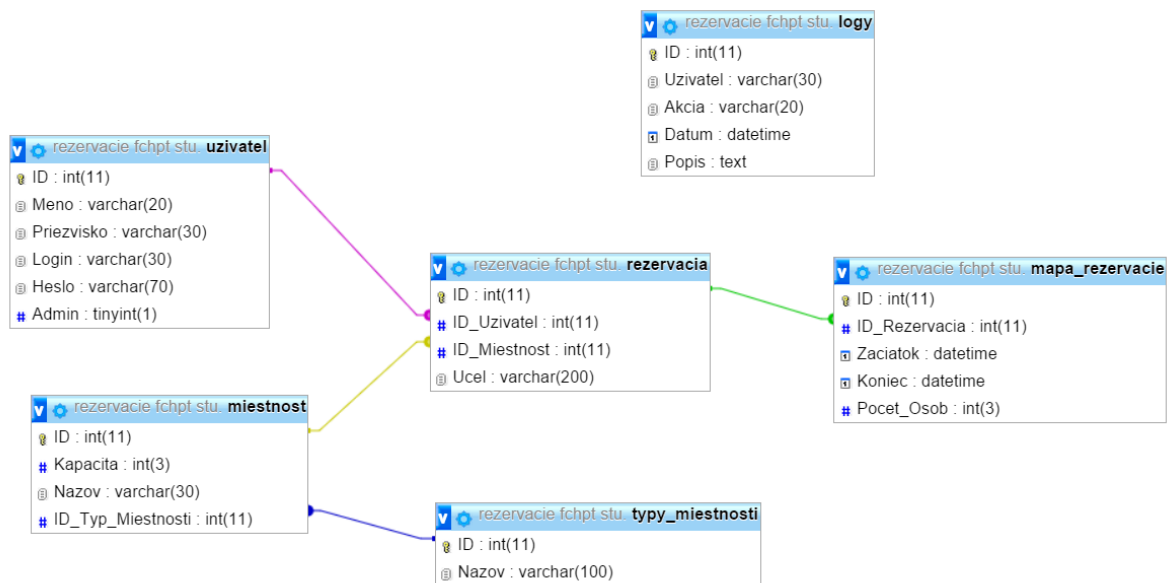 rezervacie fchpt stu. logy
ID : int(11)
Uzivatel : varchar(30)
Akcia : varchar(20)
Datum : datetime
Popis : text
rezervacie fchpt stu. uzivatel
ID : int(11)
Meno : varchar(20)
Priezvisko : varchar(30)
Login : varchar(30)
Heslo : varchar(70)
Admin : tinyint(1)
rezervacie fchpt stu. rezervacia
ID : int(11)
ID_Uzivatel : int(11)
ID_Miestnost : int(11)
Ucel : varchar(200)
rezervacie fchpt stu. mapa_rezervacie
ID : int(11)
ID_Rezervacia : int(11)
Zaciatok : datetime
Koniec : datetime
Pocet_Osob : int(3)
rezervacie fchpt stu. miestnost
ID : int(11)
Kapacita : int(3)
Nazov : varchar(30)
ID_Typ_Miestnosti : int(11)
rezervacie fchpt stu. typy_miestnosti
ID : int(11)
Nazov : varchar(100)